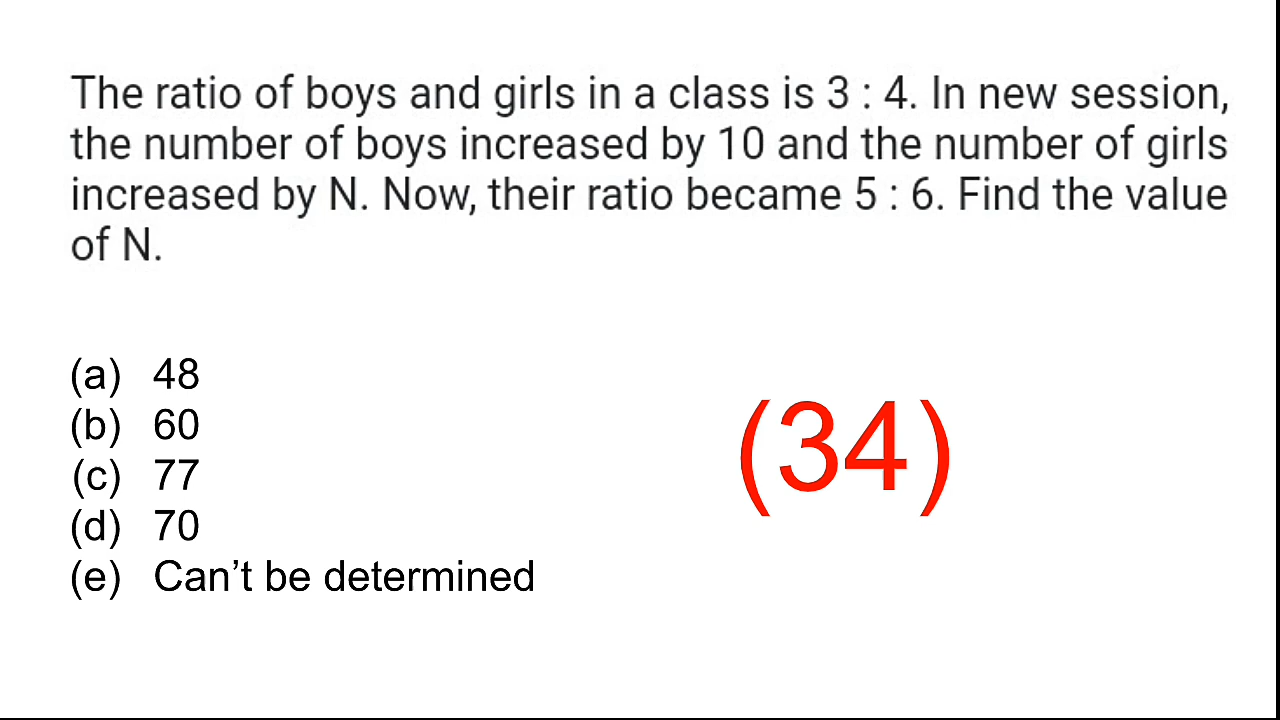 The ratio of boys and girls in a class is 3 : 4. In new session,
the number of boys increased by 10 and the number of girls
increased by N. Now, their ratio became 5 : 6. Find the value
of N.
(a) 48
(b) 60
(c) 77
(d) 70
(e) Can’t be determined
(34)